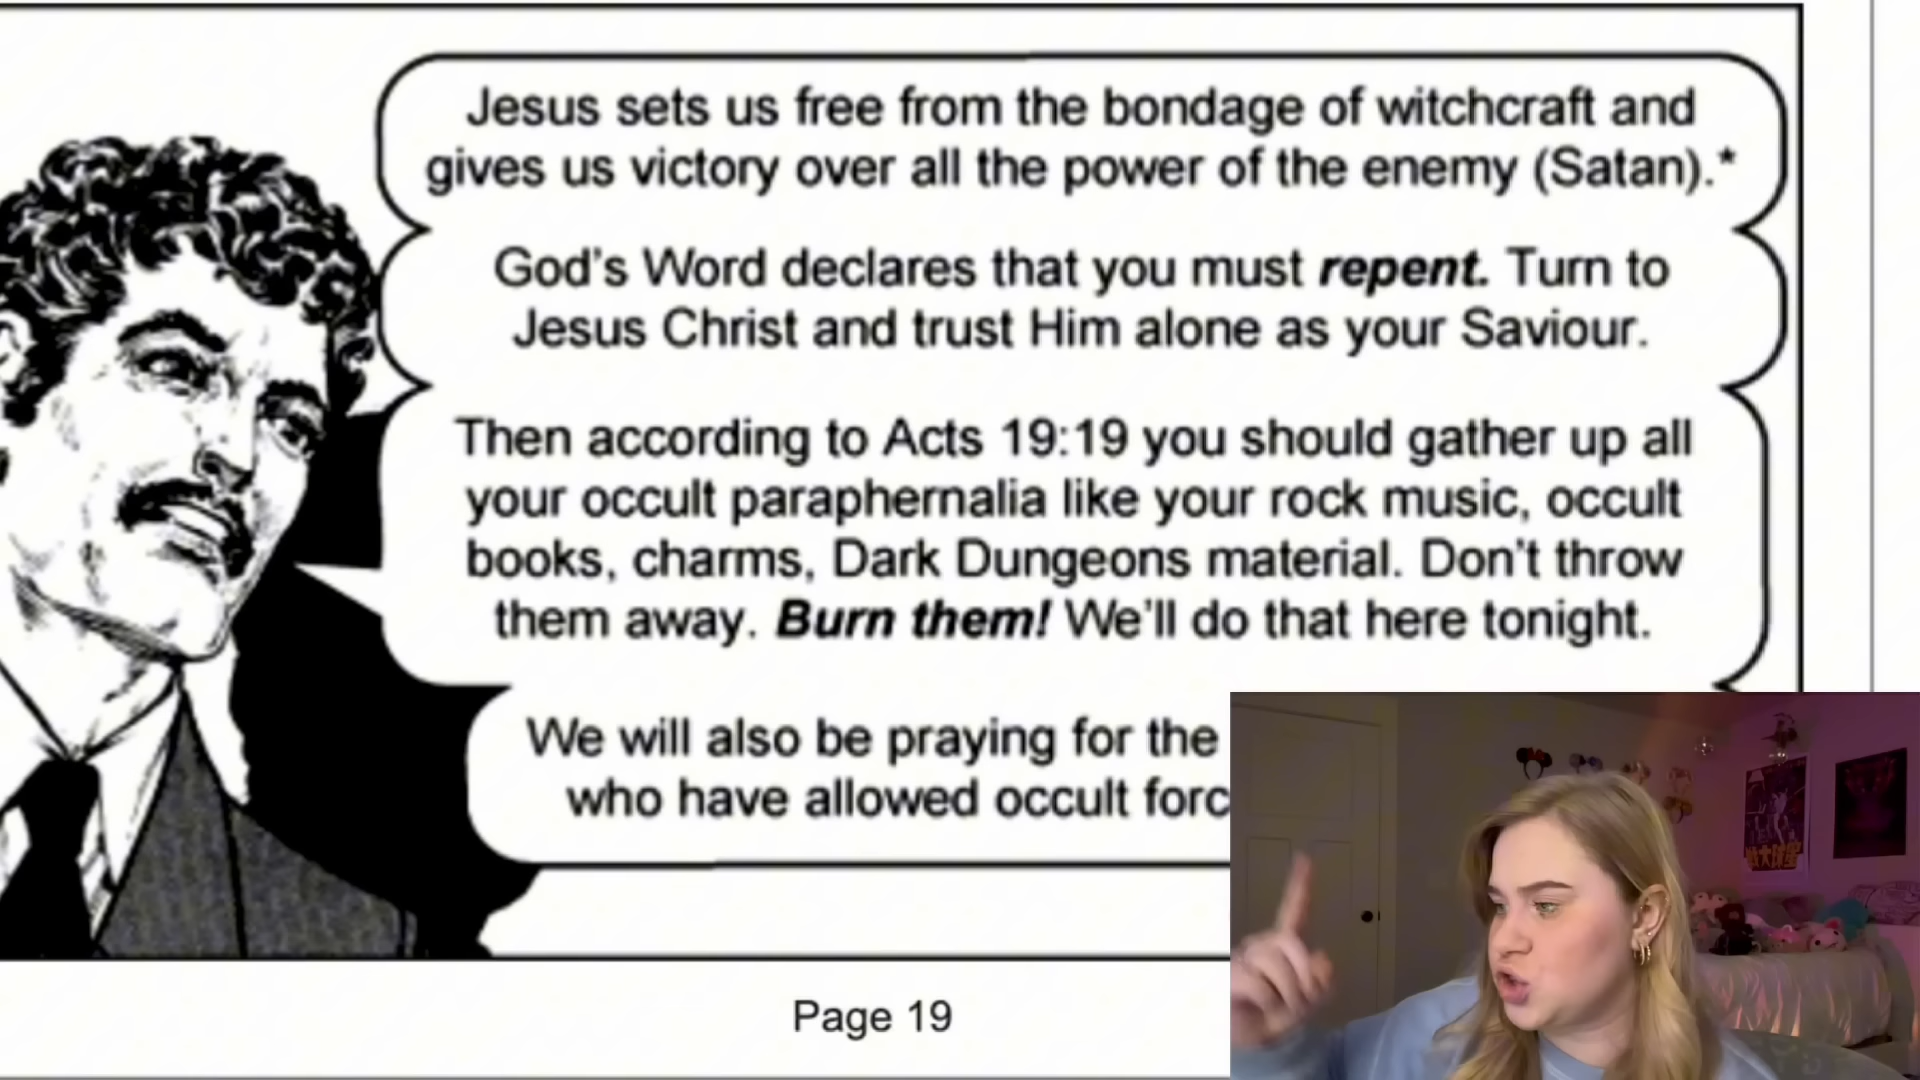 Jesus sets us free from the bondage of witchcraft and
gives us victory over all the power of the enemy (Satan).*
God's Word declares that you must repent. Turn to
Jesus Christ and trust Him alone as your Saviour.
Then according to Acts 19:19 you should gather up all
your occult paraphernalia like your rock music, occult
books, charms, Dark Dungeons material. Don't throw
them away. Burn them! We'll do that here tonight.
We will also be praying for the
who have allowed occult forc
Page 19